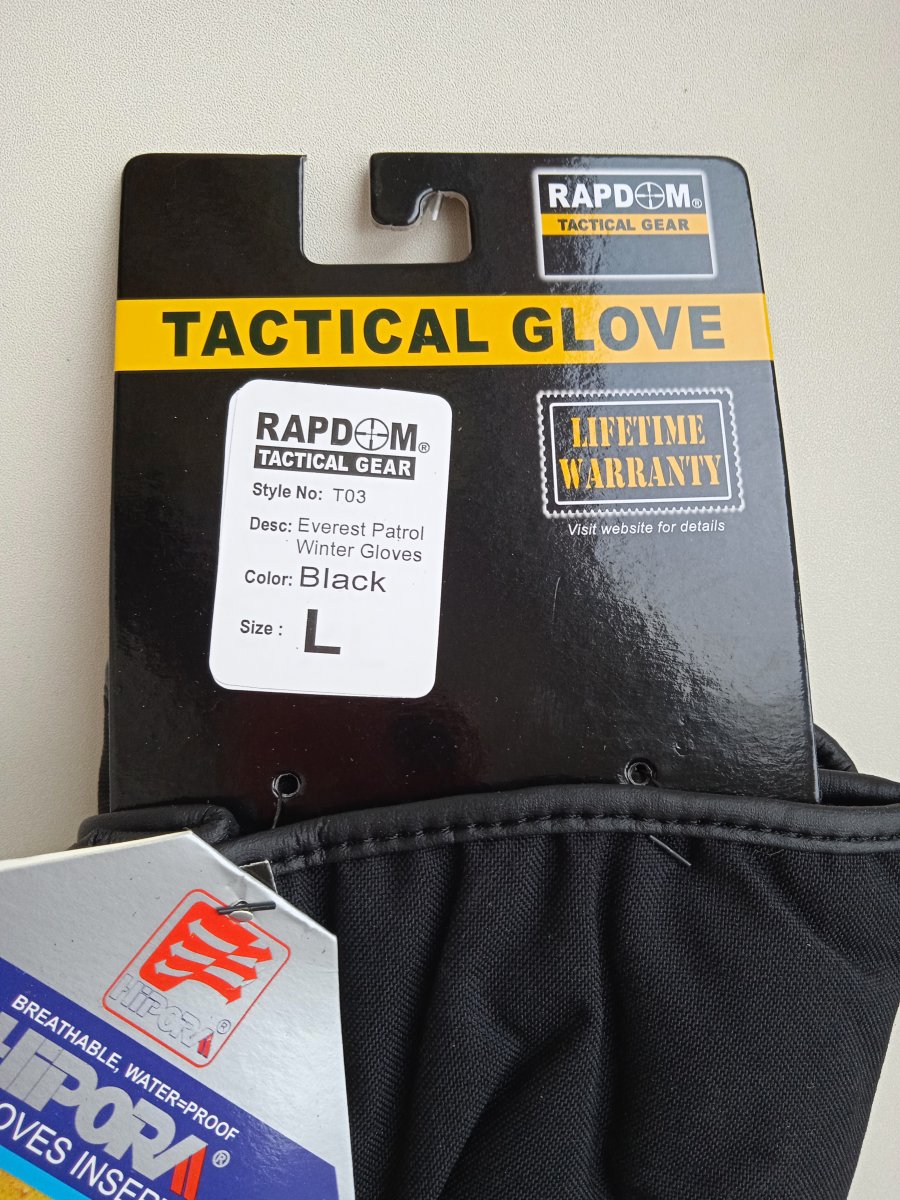 RAPDOM®
TACTICAL GEAR
TACTICAL GLOVE
RAPDOM®
TACTICAL GEAR
Style No: T03
Desc: Everest Patrol
Winter Gloves
Color: Black
Size : L
LIFETIME
WARRANTY
Visit website for details
HiPORA®
BREATHABLE, WATER=PROOF
HiPORA®